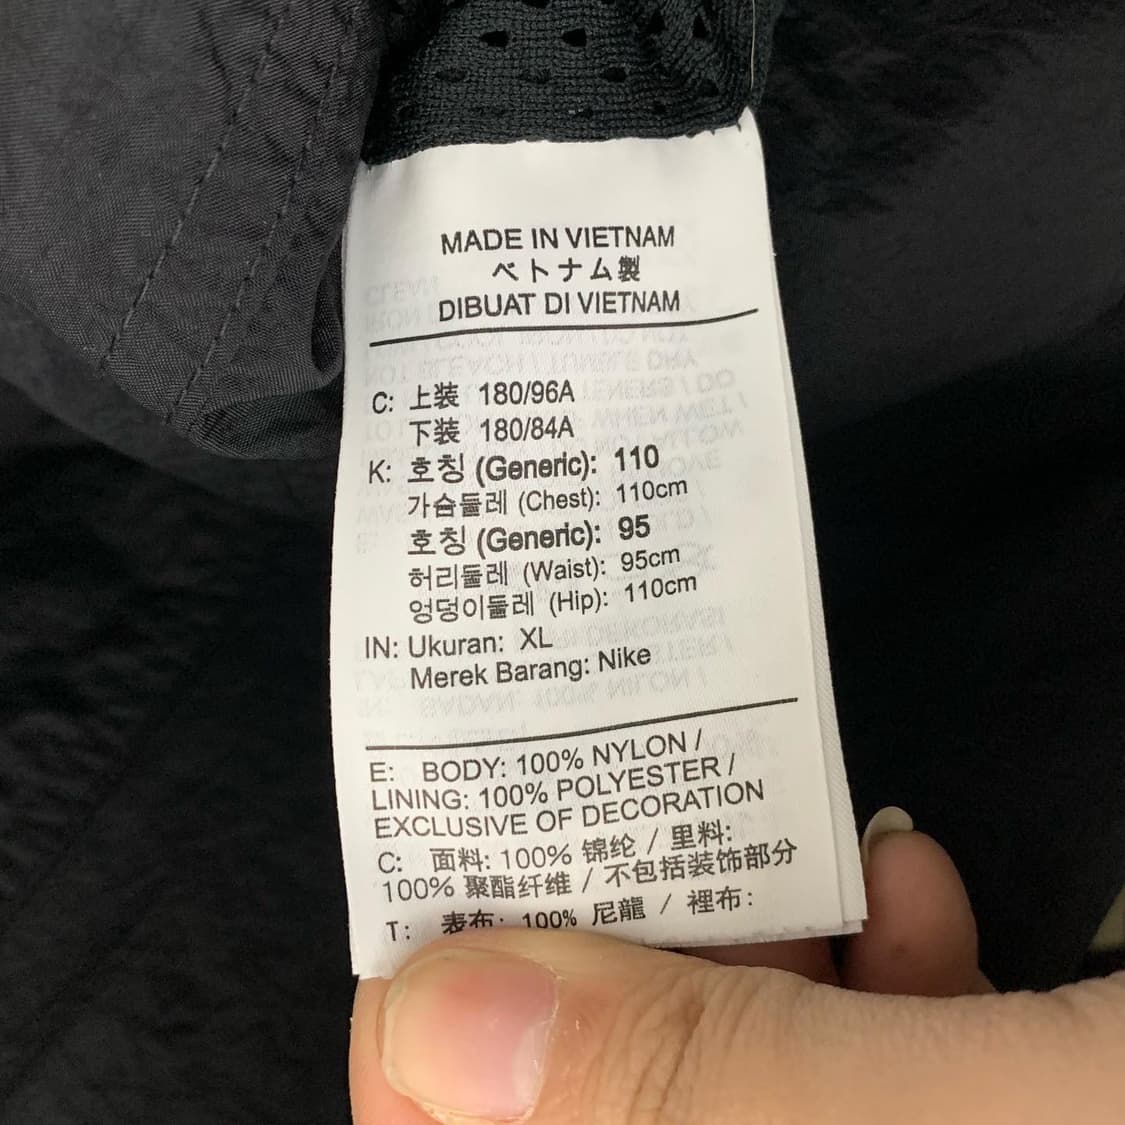 MADE IN VIETNAM
ベトナム製
DIBUAT DI VIETNAM
C: 上装 180/96A
下装 180/84A
K: 호칭 (Generic): 110
가슴둘레 (Chest): 110cm
호칭 (Generic): 95
허리둘레 (Waist): 95cm
엉덩이둘레 (Hip): 110cm
IN: Ukuran: XL
Merek Barang: Nike
E: BODY: 100% NYLON /
LINING: 100% POLYESTER /
EXCLUSIVE OF DECORATION
C: 面料: 100% 锦纶 / 里料:
100% 聚酯纤维 / 不包括装饰部分
T: 表布: 100% 尼龍 / 裡布: